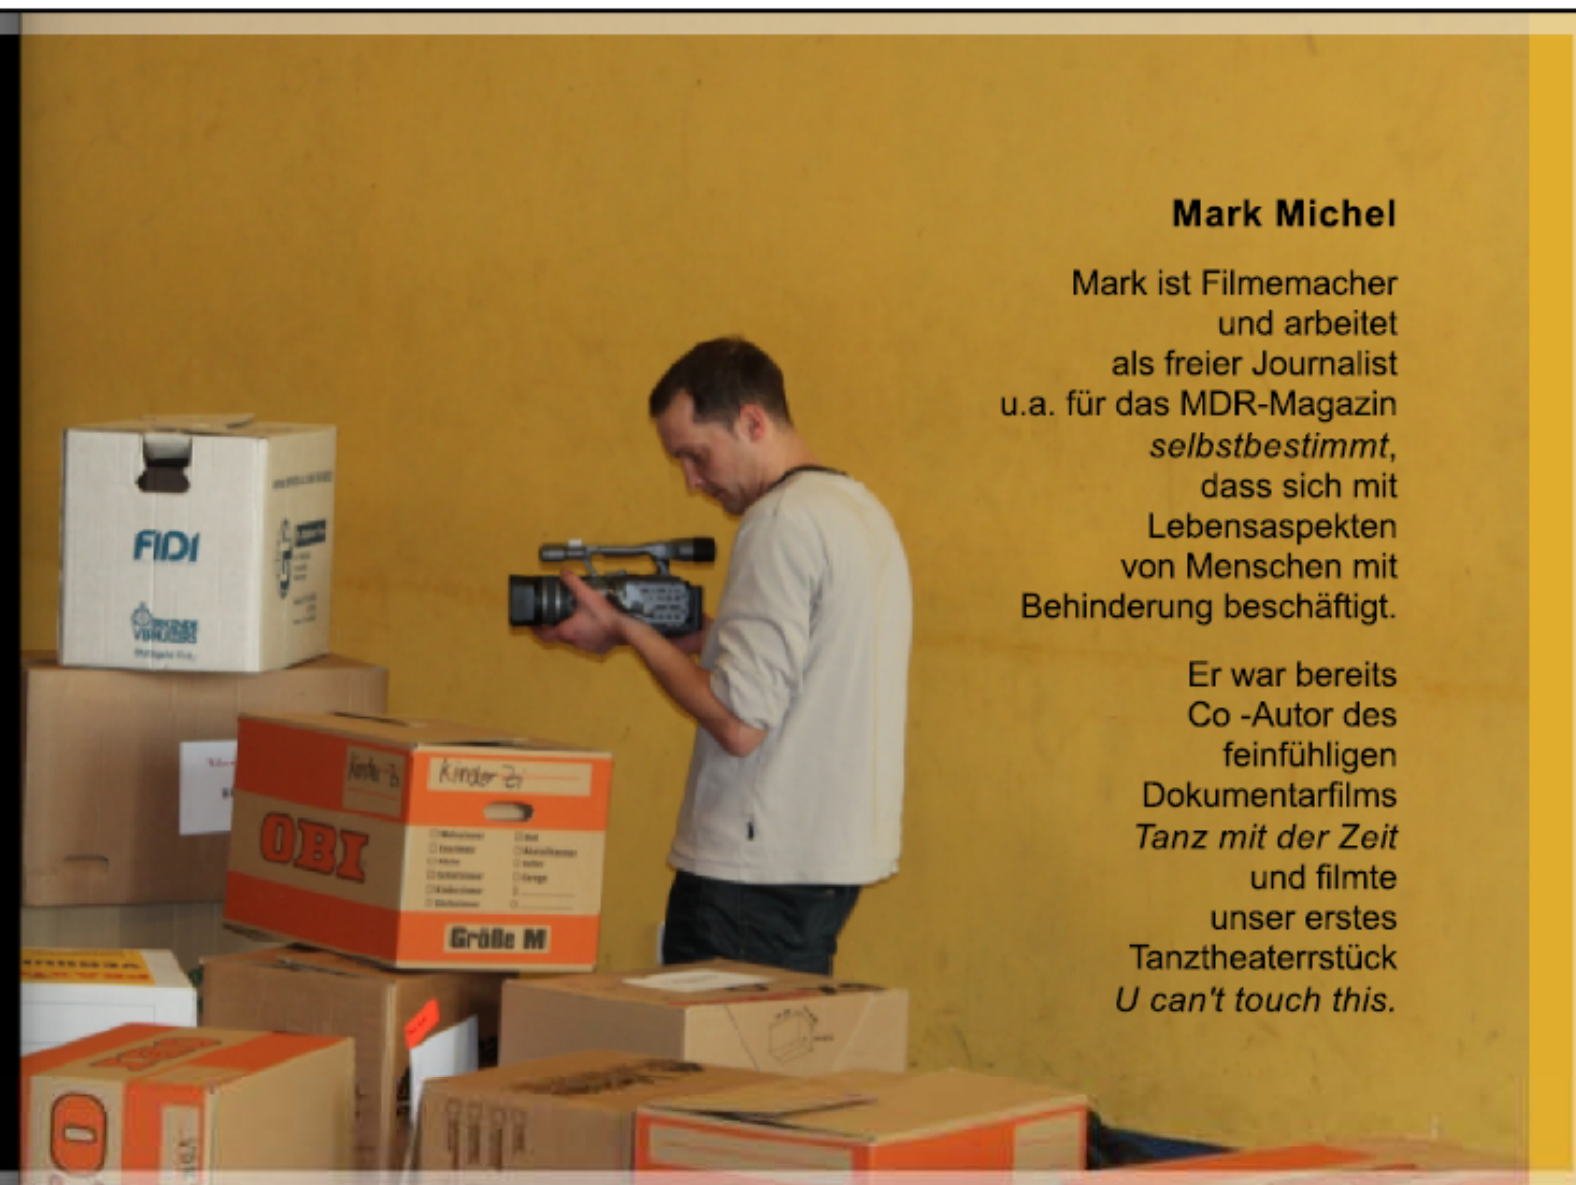 Mark Michel
Mark ist Filmemacher
und arbeitet
als freier Journalist
u.a. für das MDR-Magazin
selbstbestimmt,
dass sich mit
Lebensaspekten
von Menschen mit
Behinderung beschäftigt.
Er war bereits
Co -Autor des
feinfühligen
Dokumentarfilms
Tanz mit der Zeit
und filmte
unser erstes
Tanztheaterrstück
U can't touch this.
FIDI
Kinder Zi
Kinder Zi
OBI
Größe M